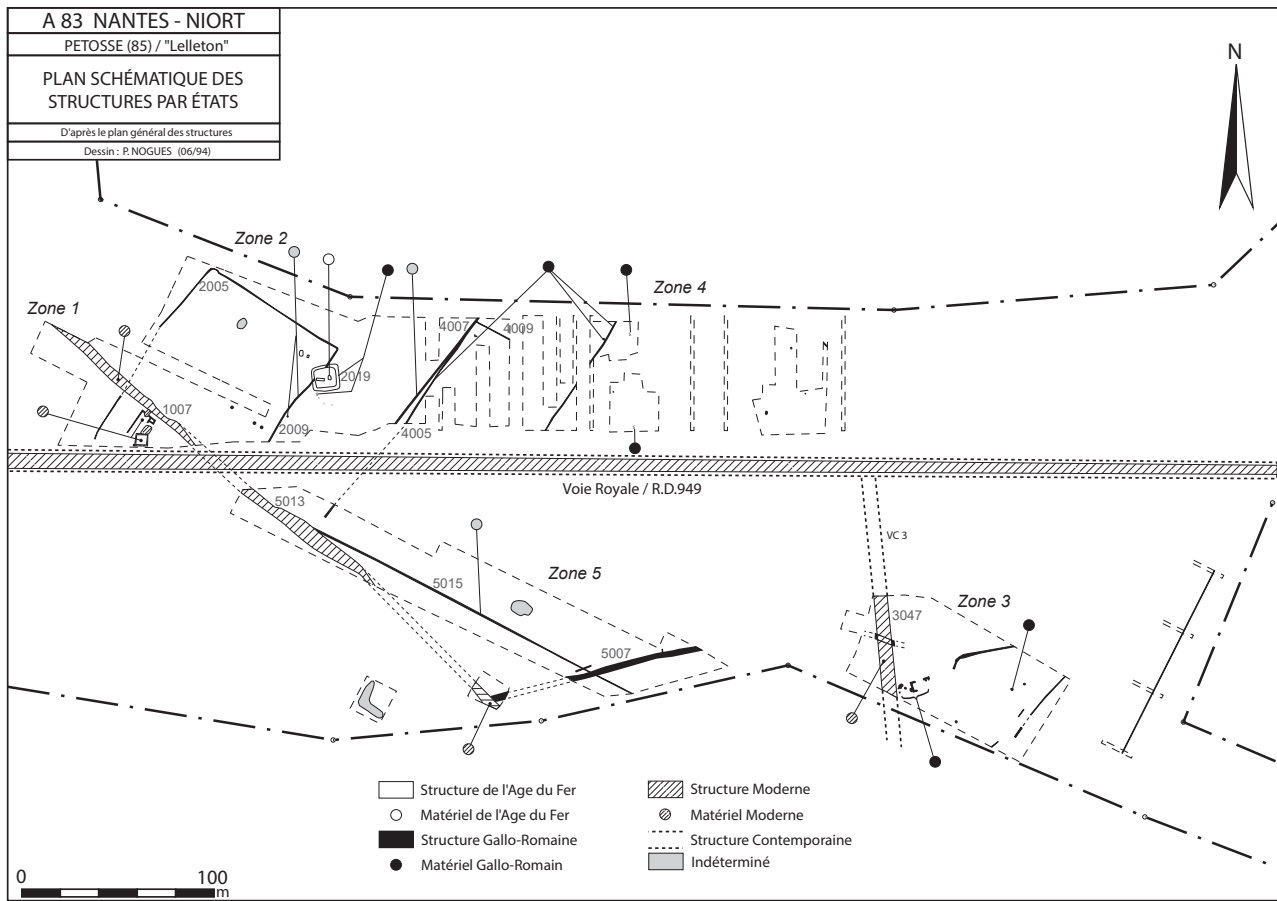 A 83 NANTES - NIORT
PETOSSE (85) / "Lelleton"
PLAN SCHÉMATIQUE DES
STRUCTURES PAR ÉTATS
D'après le plan général des structures
Dessin : P. NOGUES (06/94)
N
Zone 2
Zone 4
Zone 1
2005
4007
4009
2019
1007
2009
4005
Voie Royale / R.D.949
5013
VC 3
5015
Zone 5
Zone 3
3047
5007
Structure de l'Age du Fer
Matériel de l'Age du Fer
Structure Gallo-Romaine
Matériel Gallo-Romain
Structure Moderne
Matériel Moderne
Structure Contemporaine
Indéterminé
0 100
m